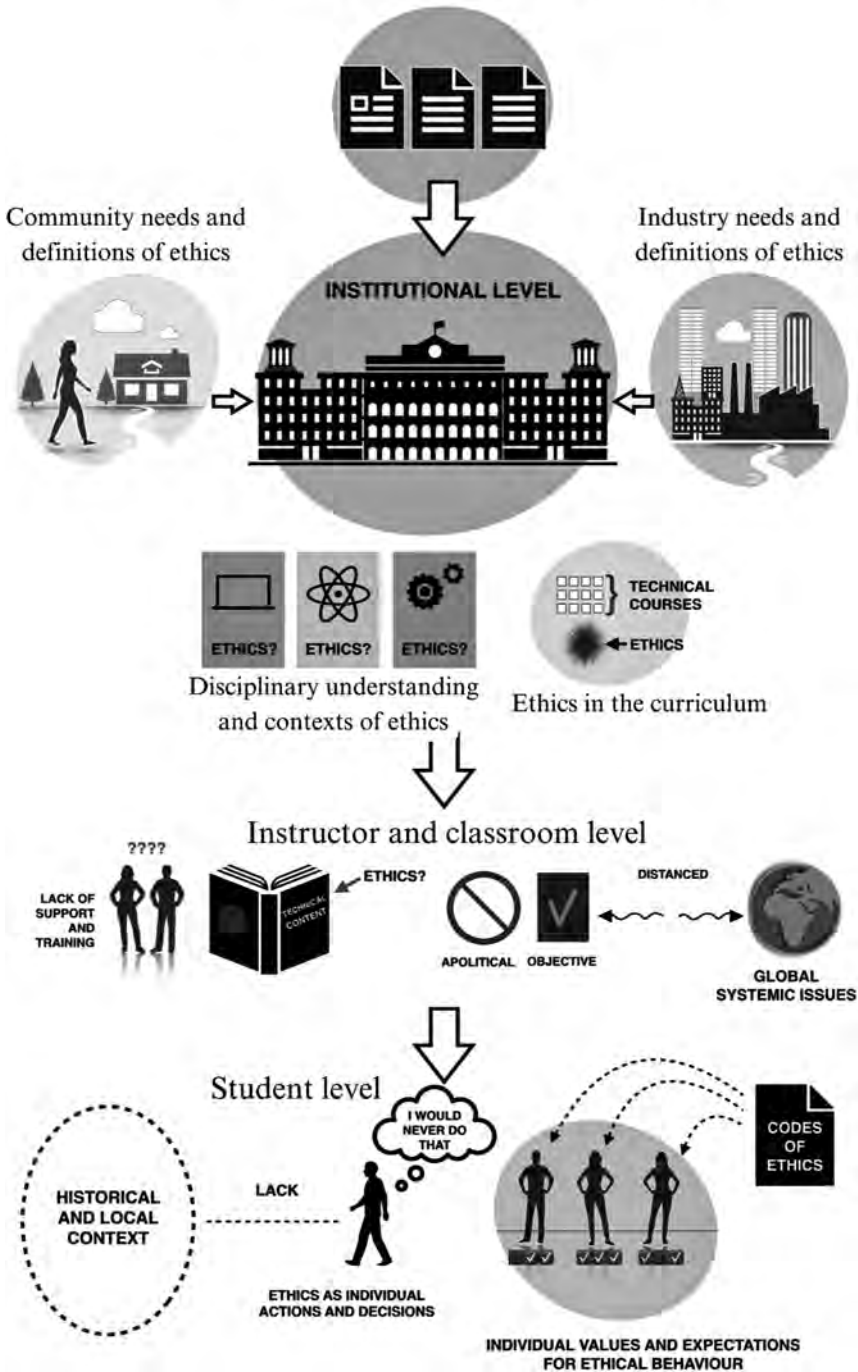 Community needs and
definitions of ethics
Industry needs and
definitions of ethics
INSTITUTIONAL LEVEL
ETHICS?
ETHICS?
ETHICS?
Disciplinary understanding
and contexts of ethics
TECHNICAL
COURSES
ETHICS
Ethics in the curriculum
Instructor and classroom level
????
LACK OF
SUPPORT
AND
TRAINING
TECHNICAL
CONTENT
ETHICS?
APOLITICAL
OBJECTIVE
DISTANCED
GLOBAL
SYSTEMIC ISSUES
Student level
I WOULD
NEVER DO
THAT
HISTORICAL
AND LOCAL
CONTEXT
LACK
ETHICS AS INDIVIDUAL
ACTIONS AND DECISIONS
CODES
OF
ETHICS
INDIVIDUAL VALUES AND EXPECTATIONS
FOR ETHICAL BEHAVIOUR